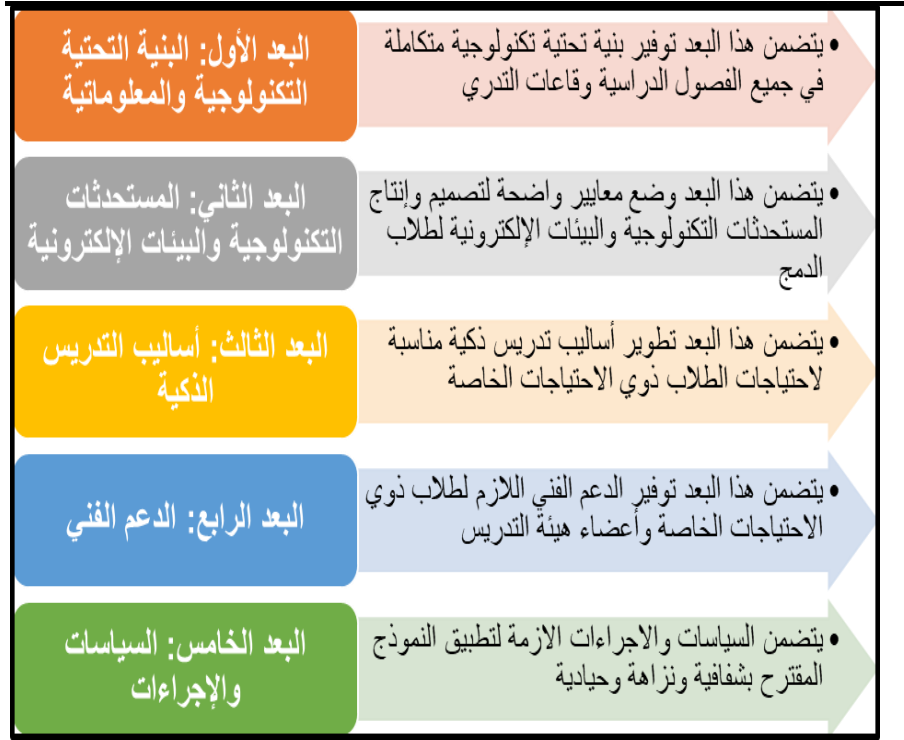 البعد الأول: البنية التحتية
التكنولوجية والمعلوماتية
• يتضمن هذا البعد توفير بنية تحتية تكنولوجية متكاملة
في جميع الفصول الدراسية وقاعات التدري
البعد الثاني: المستحدثات
التكنولوجية والبيئات الإلكترونية
• يتضمن هذا البعد وضع معايير واضحة لتصميم وإنتاج
المستحدثات التكنولوجية والبيئات الإلكترونية لطلاب
الدمج
البعد الثالث: أساليب التدريس
الذكية
• يتضمن هذا البعد تطوير أساليب تدريس ذكية مناسبة
لاحتياجات الطلاب ذوي الاحتياجات الخاصة
البعد الرابع: الدعم الفني
• يتضمن هذا البعد توفير الدعم الفني اللازم لطلاب ذوي
الاحتياجات الخاصة وأعضاء هيئة التدريس
البعد الخامس: السياسات
والإجراءات
• يتضمن السياسات والاجراءات الازمة لتطبيق النموذج
المقترح بشفافية ونزاهة وحيادية